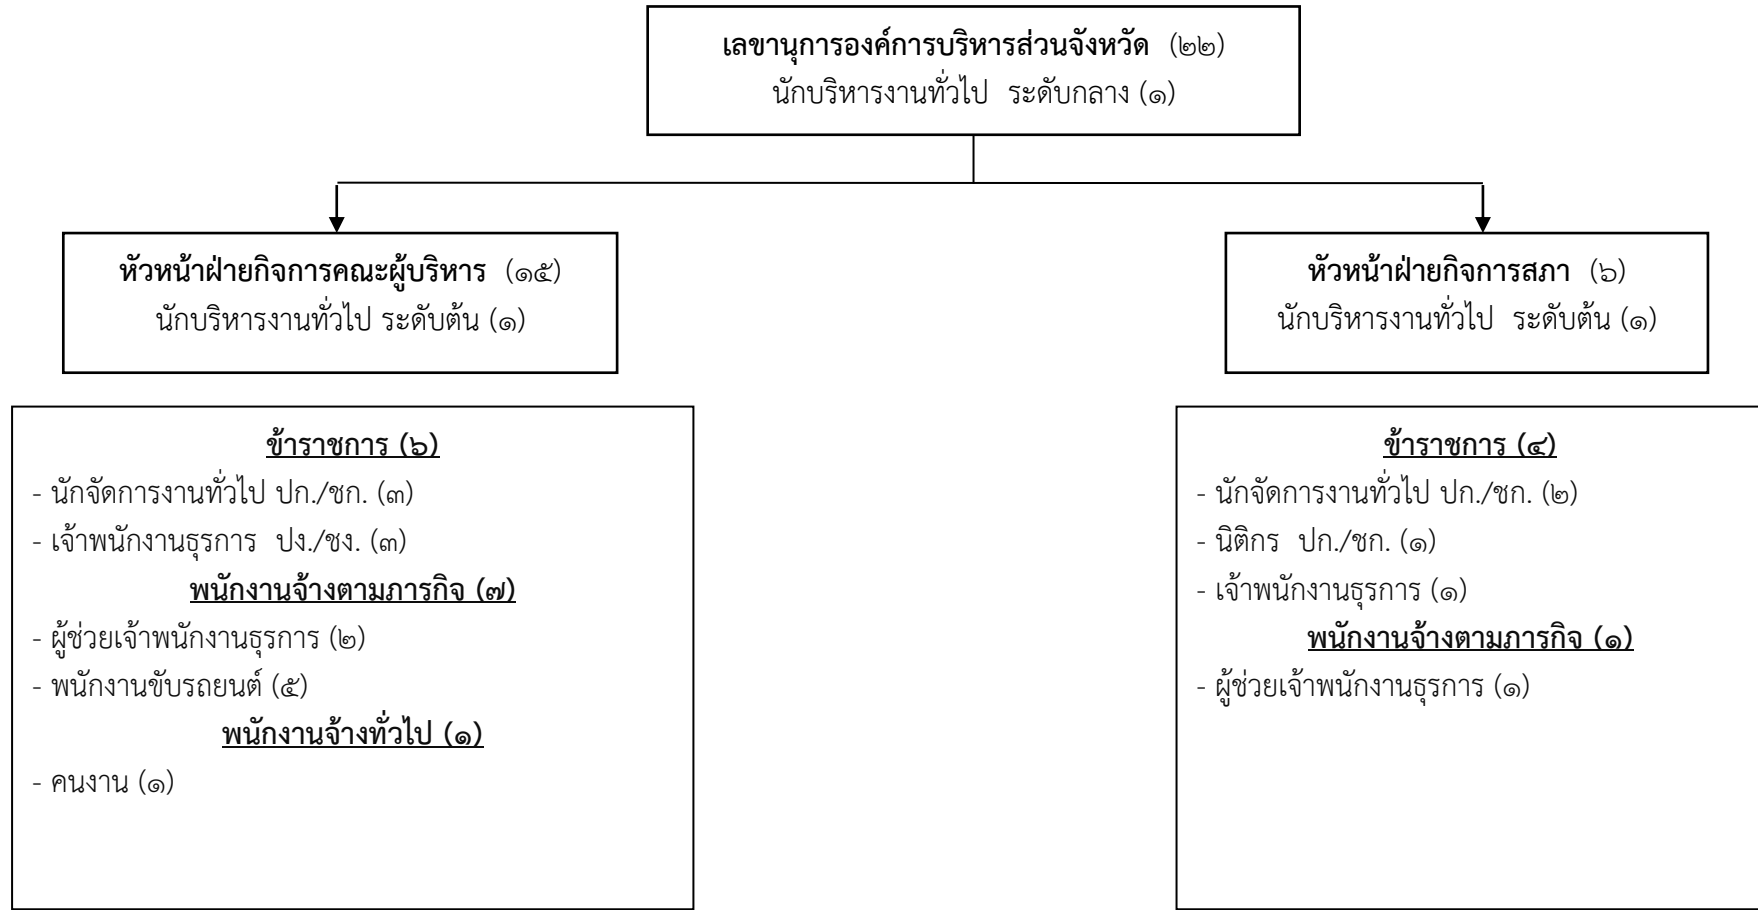 เลขานุการองค์การบริหารส่วนจังหวัด (๒๒)
นักบริหารงานทั่วไป ระดับกลาง (๑)
หัวหน้าฝ่ายกิจการคณะผู้บริหาร (๑๕)
นักบริหารงานทั่วไป ระดับต้น (๑)
หัวหน้าฝ่ายกิจการสภา (๖)
นักบริหารงานทั่วไป ระดับต้น (๑)
ข้าราชการ (๖)
- นักจัดการงานทั่วไป ปก./ชก. (๓)
- เจ้าพนักงานธุรการ ปง./ชง. (๓)
พนักงานจ้างตามภารกิจ (๗)
- ผู้ช่วยเจ้าพนักงานธุรการ (๒)
- พนักงานขับรถยนต์ (๕)
พนักงานจ้างทั่วไป (๑)
- คนงาน (๑)
ข้าราชการ (๔)
- นักจัดการงานทั่วไป ปก./ชก. (๒)
- นิติกร ปก./ชก. (๑)
- เจ้าพนักงานธุรการ (๑)
พนักงานจ้างตามภารกิจ (๑)
- ผู้ช่วยเจ้าพนักงานธุรการ (๑)